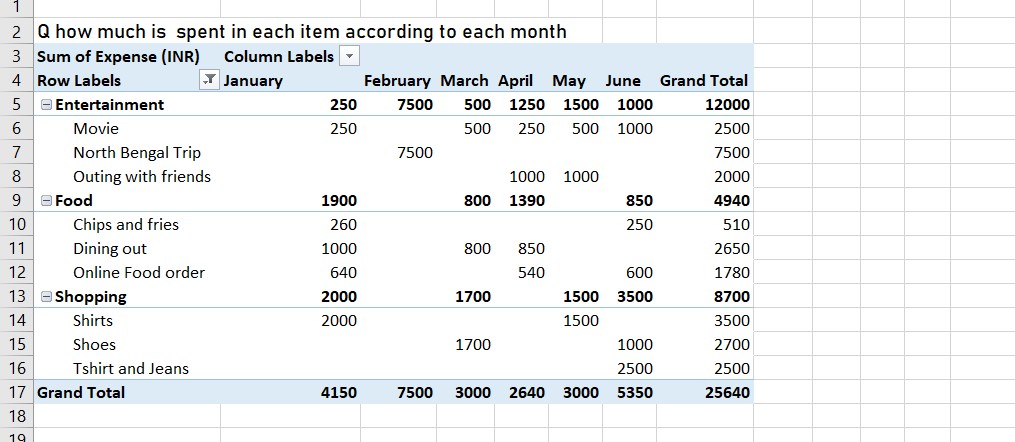 1
2 Q how much is spent in each item according to each month
3 Sum of Expense (INR) Column Labels
4 Row Labels January February March April May June Grand Total
5 Entertainment 250 7500 500 1250 1500 1000 12000
6 Movie 250 500 250 500 1000 2500
7 North Bengal Trip 7500 7500
8 Outing with friends 1000 1000 2000
9 Food 1900 800 1390 850 4940
10 Chips and fries 260 250 510
11 Dining out 1000 800 850 2650
12 Online Food order 640 540 600 1780
13 Shopping 2000 1700 1500 3500 8700
14 Shirts 2000 1500 3500
15 Shoes 1700 1000 2700
16 Tshirt and Jeans 2500 2500
17 Grand Total 4150 7500 3000 2640 3000 5350 25640
18
19